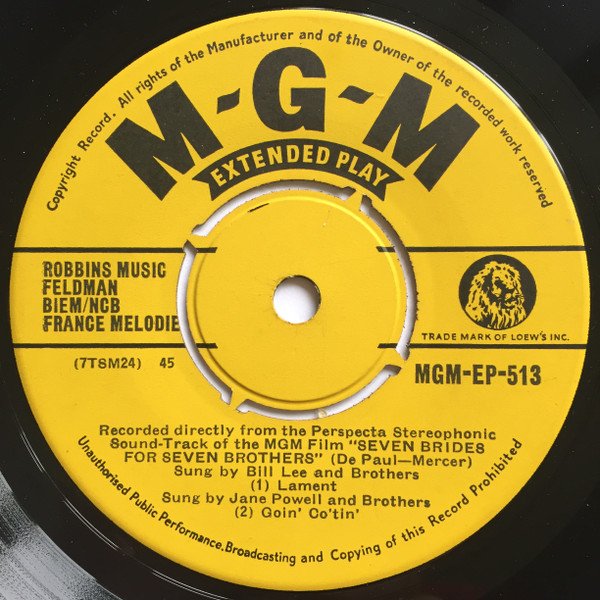 Copyright Record. All rights of the Manufacturer and of the Owner of the recorded work reserved
M-G-M
EXTENDED PLAY
ROBBINS MUSIC
FELDMAN
BIEM/NCB
FRANCE MELODIE
TRADE MARK OF LOEW'S INC.
(7TSM24) 45
MGM-EP-513
Recorded directly from the Perspecta Stereophonic
Sound-Track of the MGM Film "SEVEN BRIDES
FOR SEVEN BROTHERS" (De Paul—Mercer)
Sung by Bill Lee and Brothers
(1) Lament
Sung by Jane Powell and Brothers
(2) Goin' Co'tin'
Unauthorised Public Performance, Broadcasting and Copying of this Record Prohibited